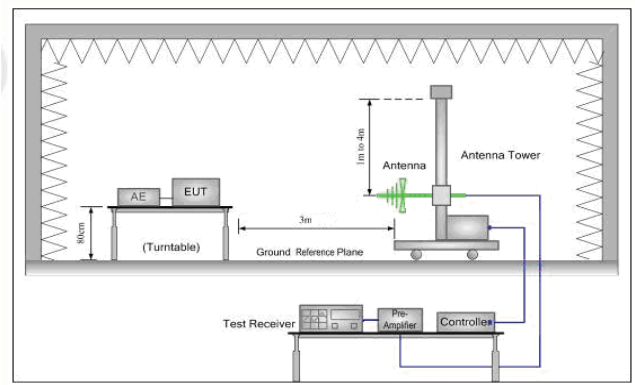 1m to 4m
Antenna
Antenna Tower
AE
EUT
80cm
(Turntable)
3m
Ground Reference Plane
Test Receiver
Pre-
Amplifier
Controller